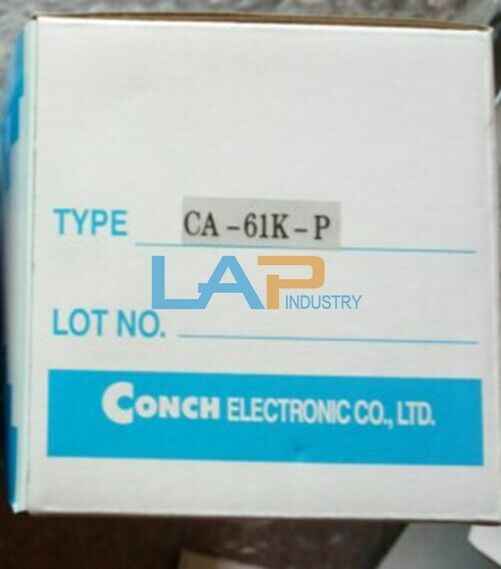 TYPE CA-61K-P
LAP INDUSTRY
LOT NO.
CONCH ELECTRONIC CO., LTD.